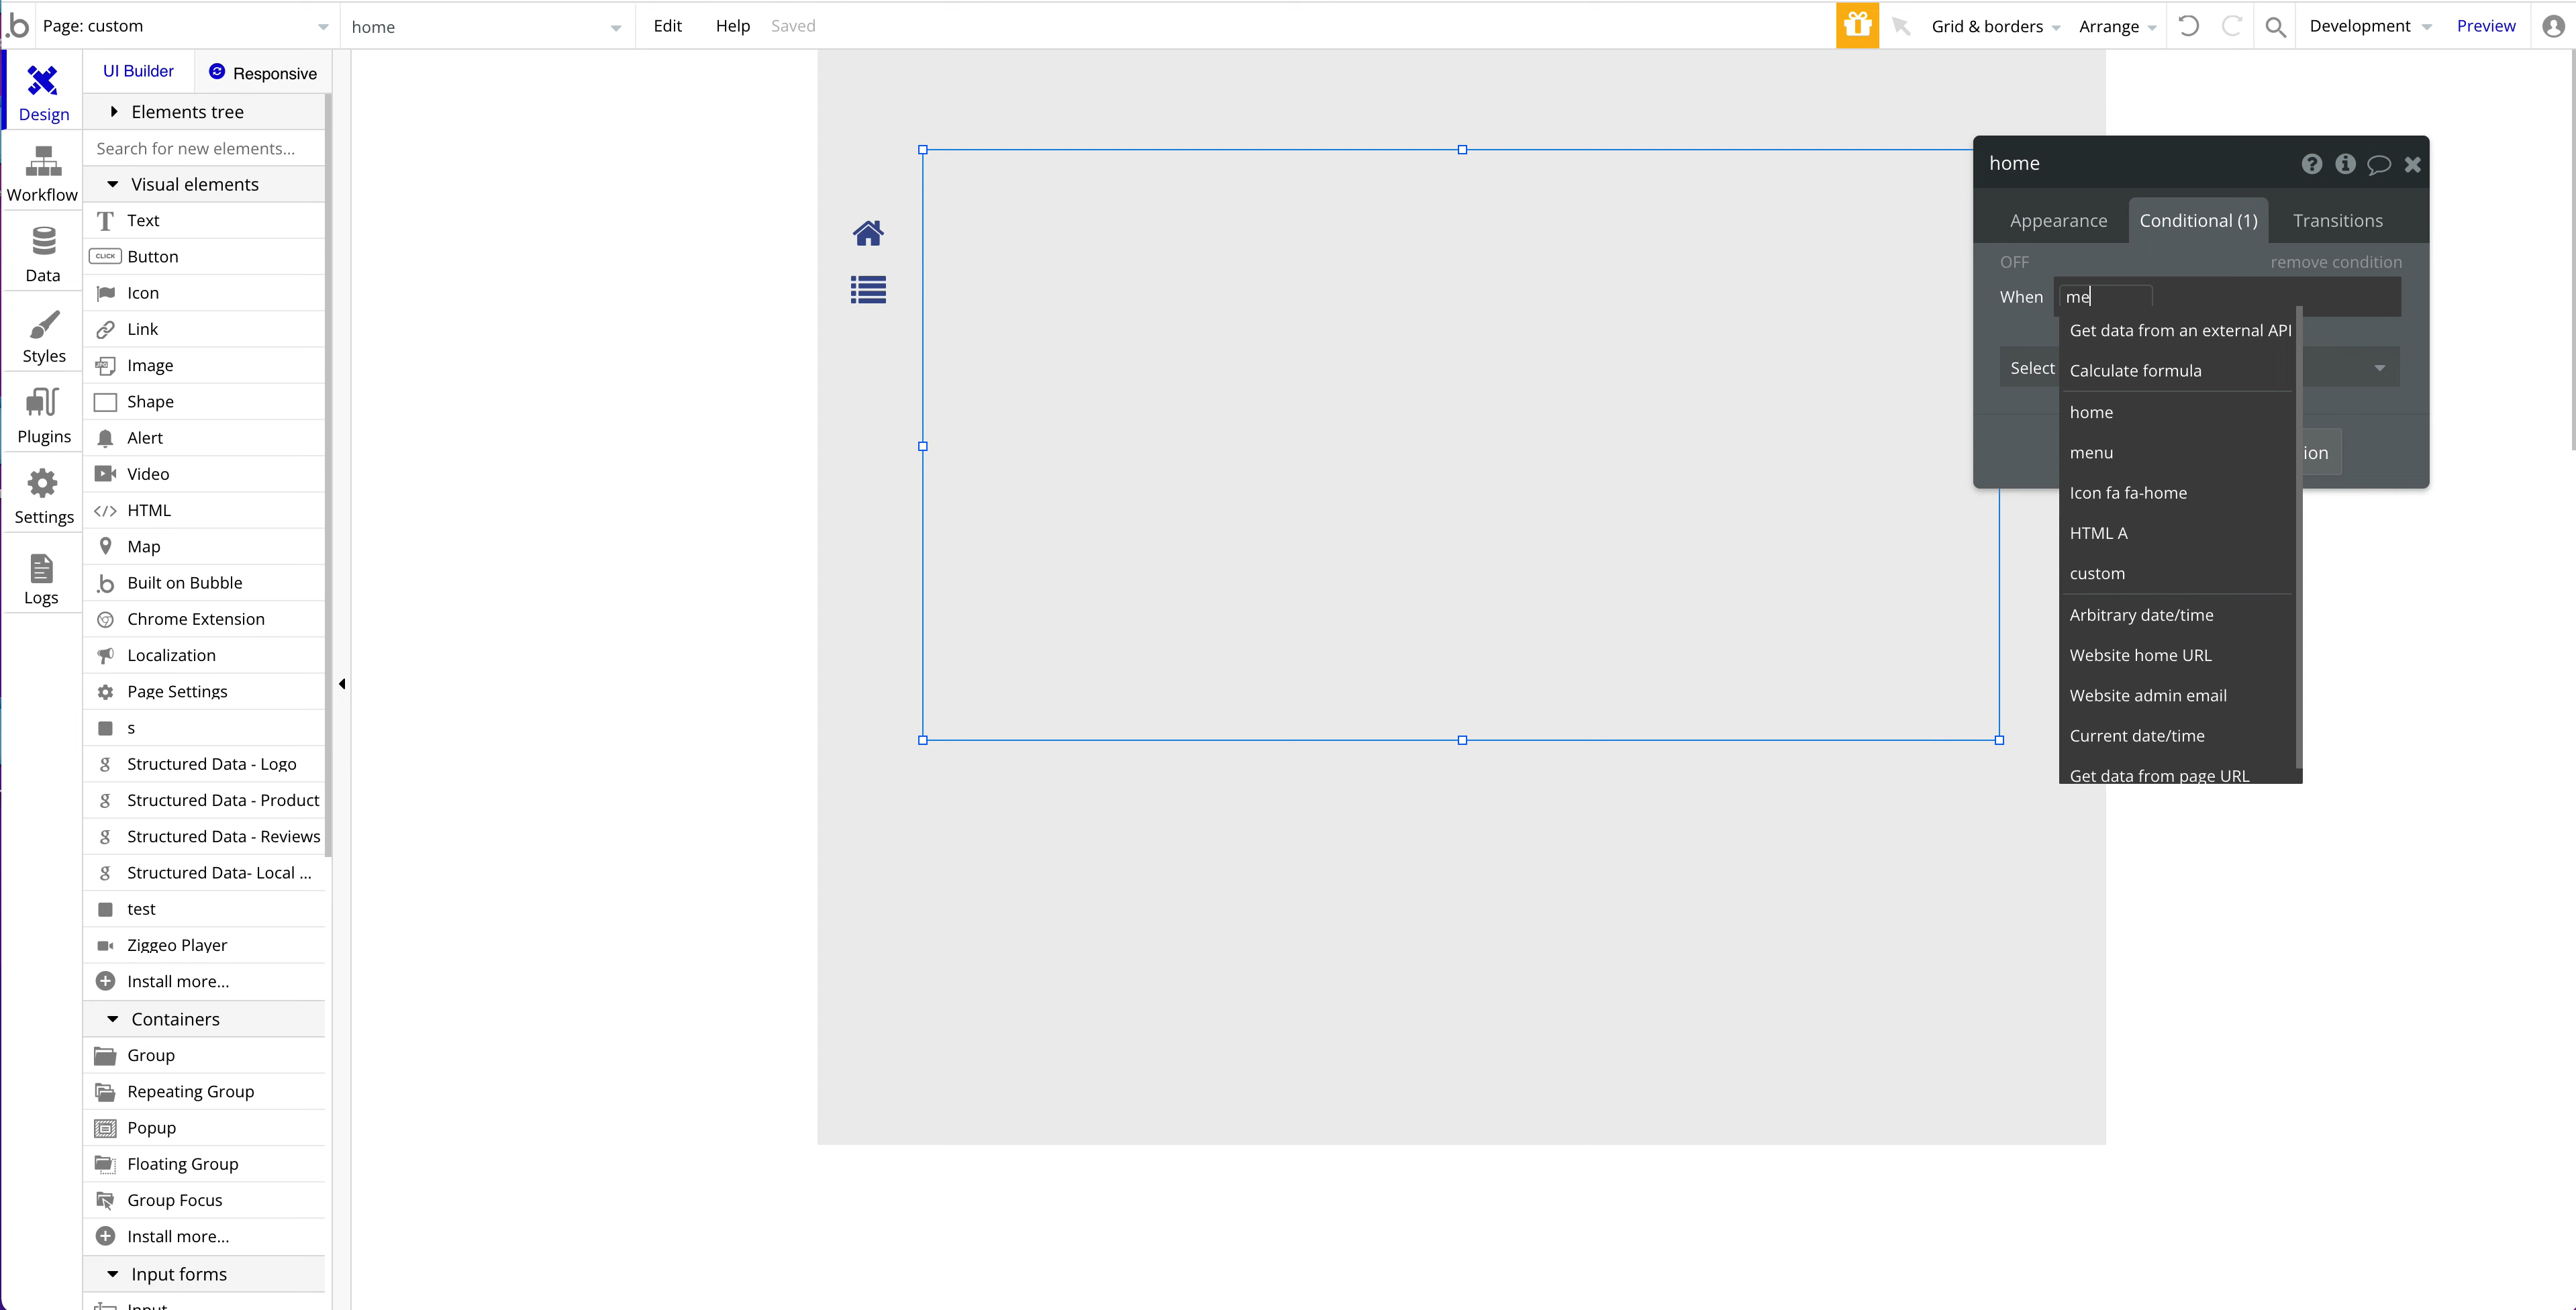 .b Page: custom home Edit Help Saved Grid & borders Arrange Development Preview
Design
Workflow
Data
Styles
Plugins
Settings
Logs
UI Builder Responsive
Elements tree
Search for new elements...
Visual elements
Text
CLICK Button
Icon
Link
Image
Shape
Alert
Video
</> HTML
Map
.b Built on Bubble
Chrome Extension
Localization
Page Settings
s
g Structured Data - Logo
g Structured Data - Product
g Structured Data - Reviews
g Structured Data- Local ...
test
Ziggeo Player
Install more...
Containers
Group
Repeating Group
Popup
Floating Group
Group Focus
Install more...
Input forms
Input
home
Appearance Conditional (1) Transitions
OFF remove condition
When me
Select
ion
Get data from an external API
Calculate formula
home
menu
Icon fa fa-home
HTML A
custom
Arbitrary date/time
Website home URL
Website admin email
Current date/time
Get data from page URL